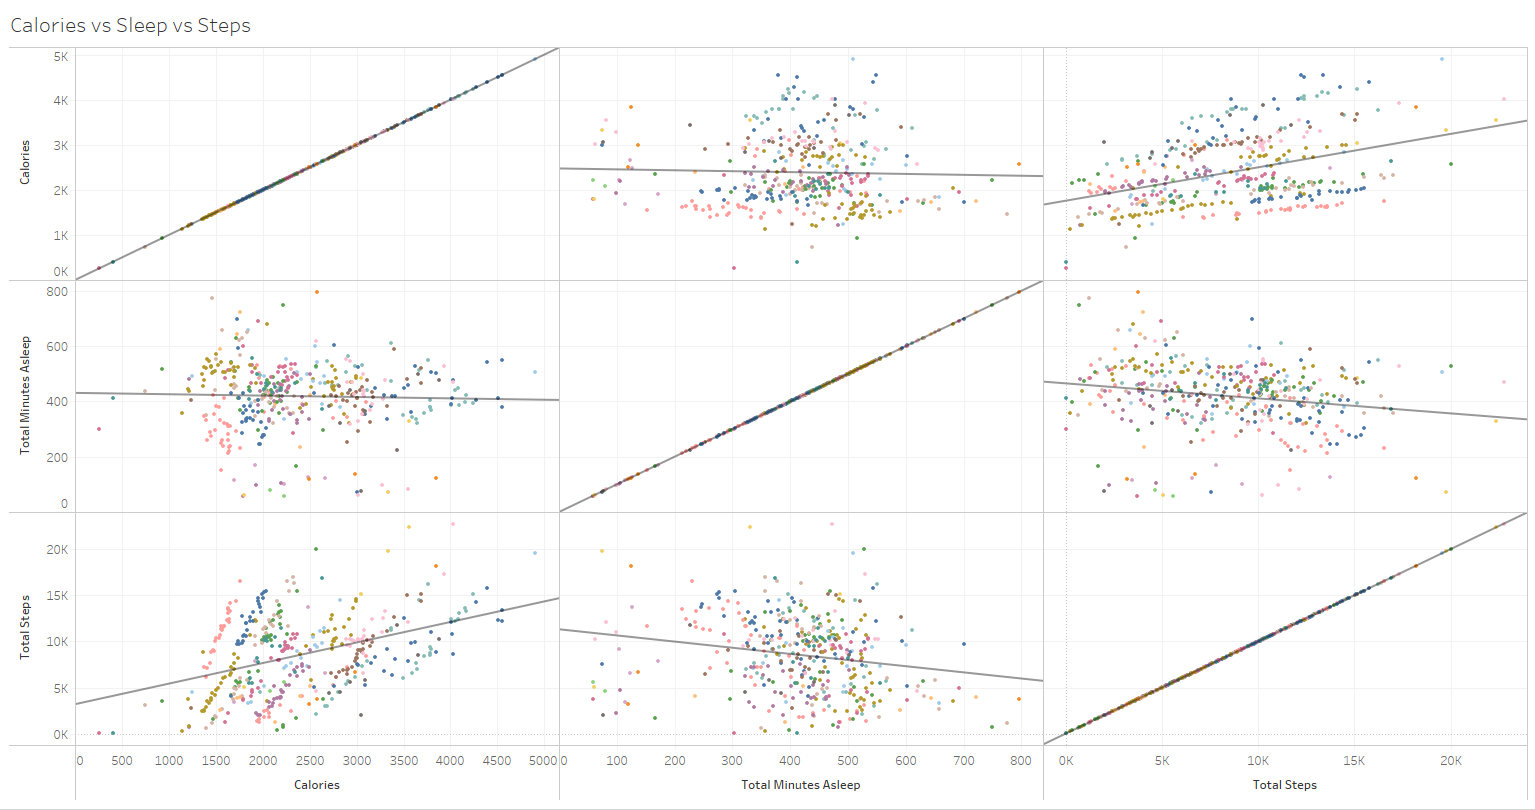 Calories vs Sleep vs Steps
5K
4K
3K
2K
1K
0K
Calories
800
600
400
200
0
Total Minutes Asleep
20K
15K
10K
5K
0K
Total Steps
0 500 1000 1500 2000 2500 3000 3500 4000 4500 5000
0 100 200 300 400 500 600 700 800
0K 5K 10K 15K 20K
Calories
Total Minutes Asleep
Total Steps